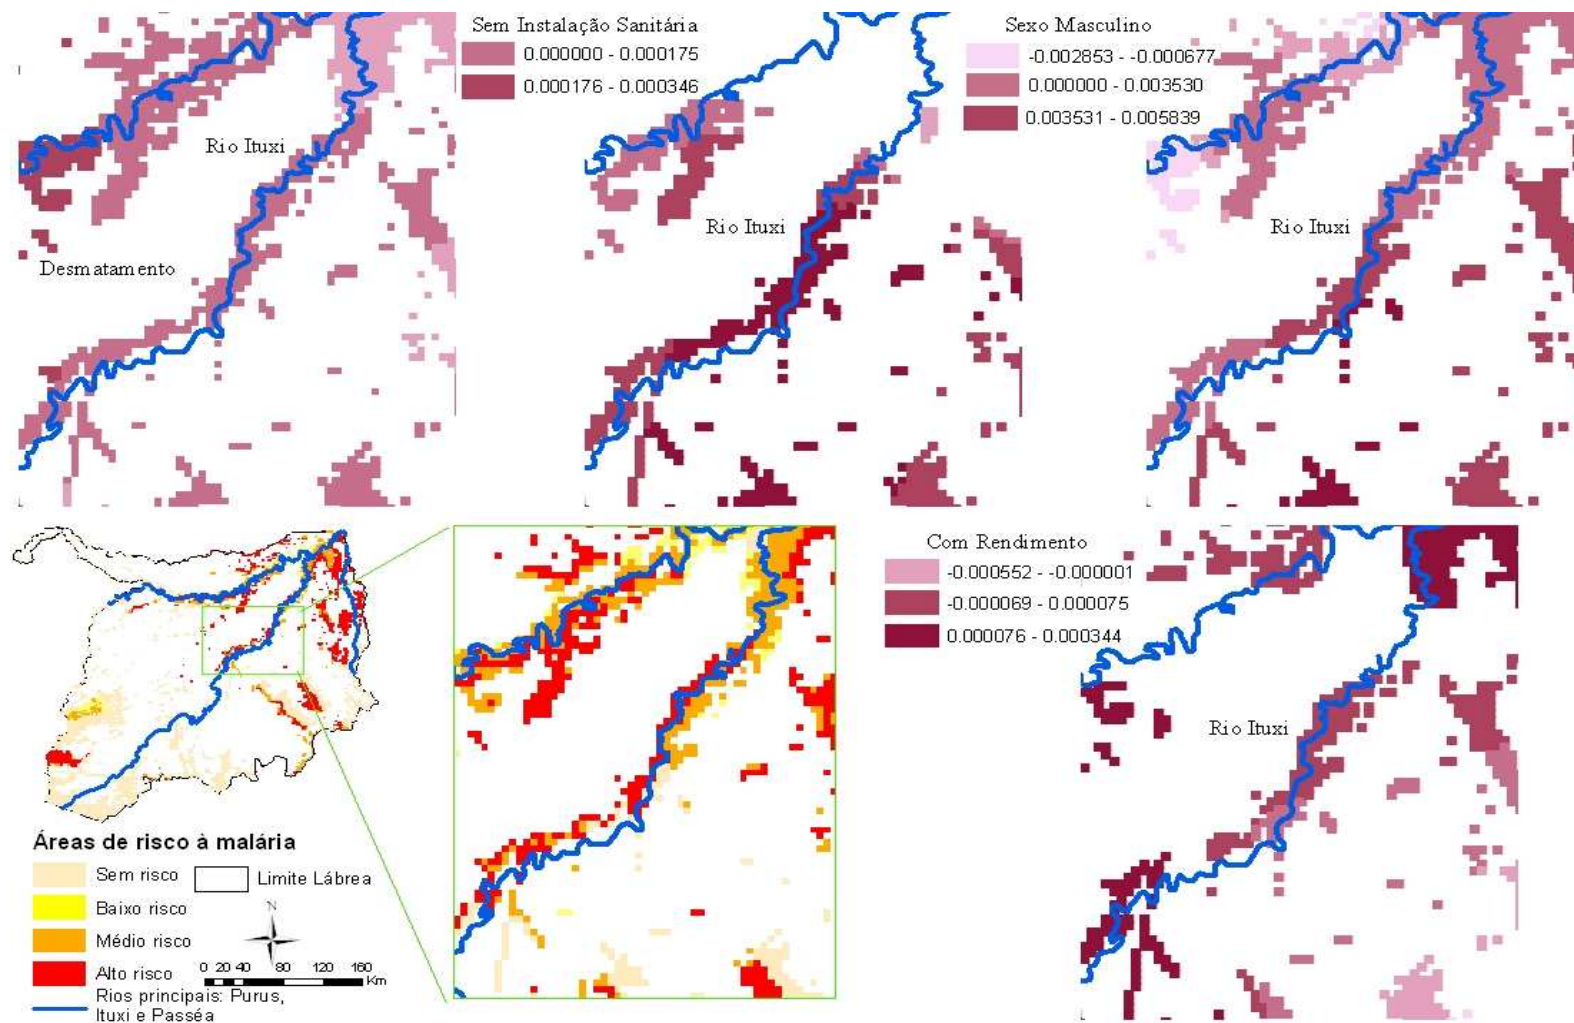 Sem Instalação Sanitária
0.000000 - 0.000175
0.000176 - 0.000346
Sexo Masculino
-0.002853 - -0.000677
0.000000 - 0.003530
0.003531 - 0.005839
Rio Ituxi
Rio Ituxi
Rio Ituxi
Desmatamento
Com Rendimento
-0.000552 - -0.000001
-0.000069 - 0.000075
0.000076 - 0.000344
Rio Ituxi
Áreas de risco à malária
Sem risco
Limite Lábrea
Baixo risco
Médio risco
Alto risco
N
0 20 40 80 120 160
Km
Rios principais: Purus,
Ituxi e Passéa